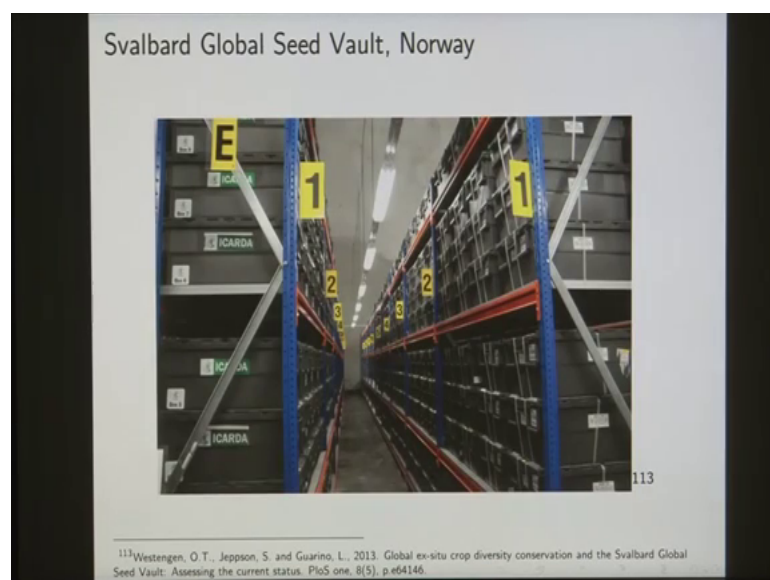 Svalbard Global Seed Vault, Norway
E
1
1
ICARDA
ICARDA
2
2
3
3
4
4
ICARDA
ICARDA
113
113Westengen, O.T., Jeppson, S. and Guarino, L., 2013. Global ex-situ crop diversity conservation and the Svalbard Global
Seed Vault: Assessing the current status. PloS one, 8(5), p.e64146.